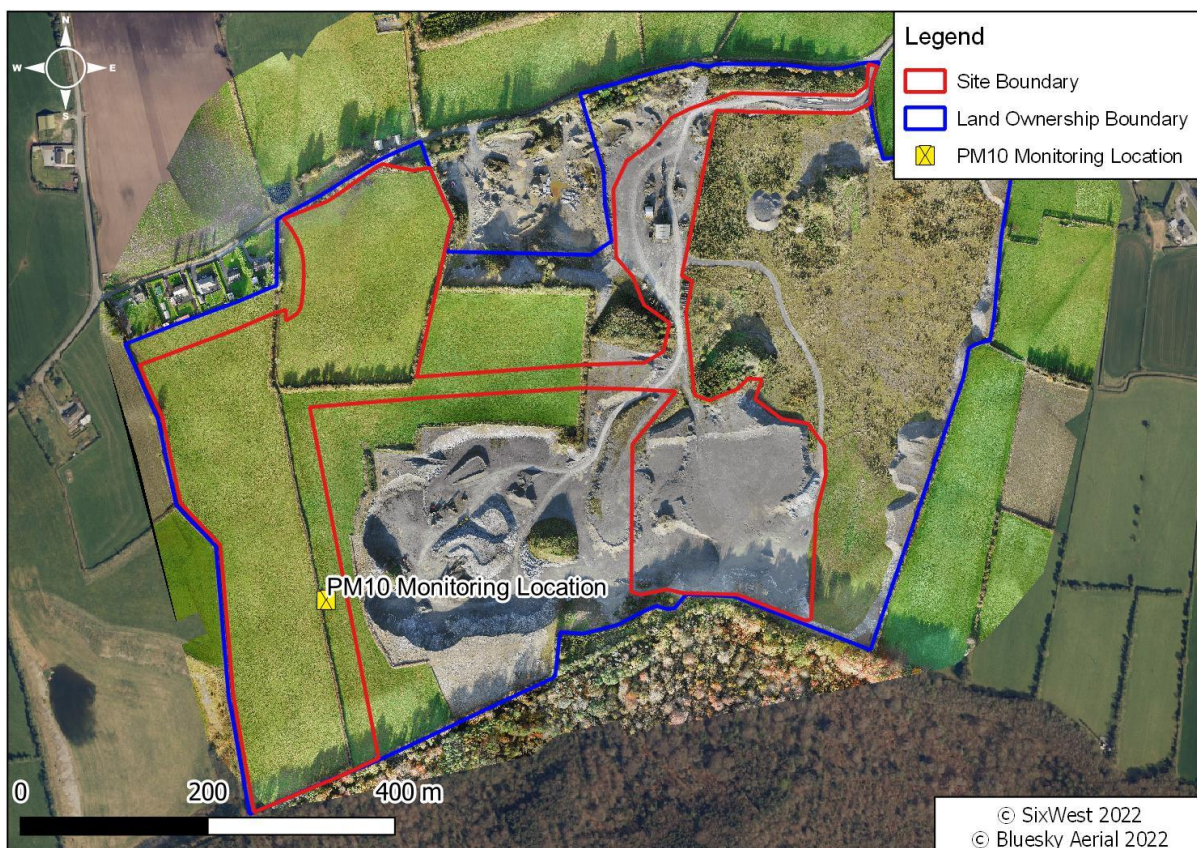 N
W E
S
Legend
Site Boundary
Land Ownership Boundary
PM10 Monitoring Location
PM10 Monitoring Location
0 200 400 m
© SixWest 2022
© Bluesky Aerial 2022